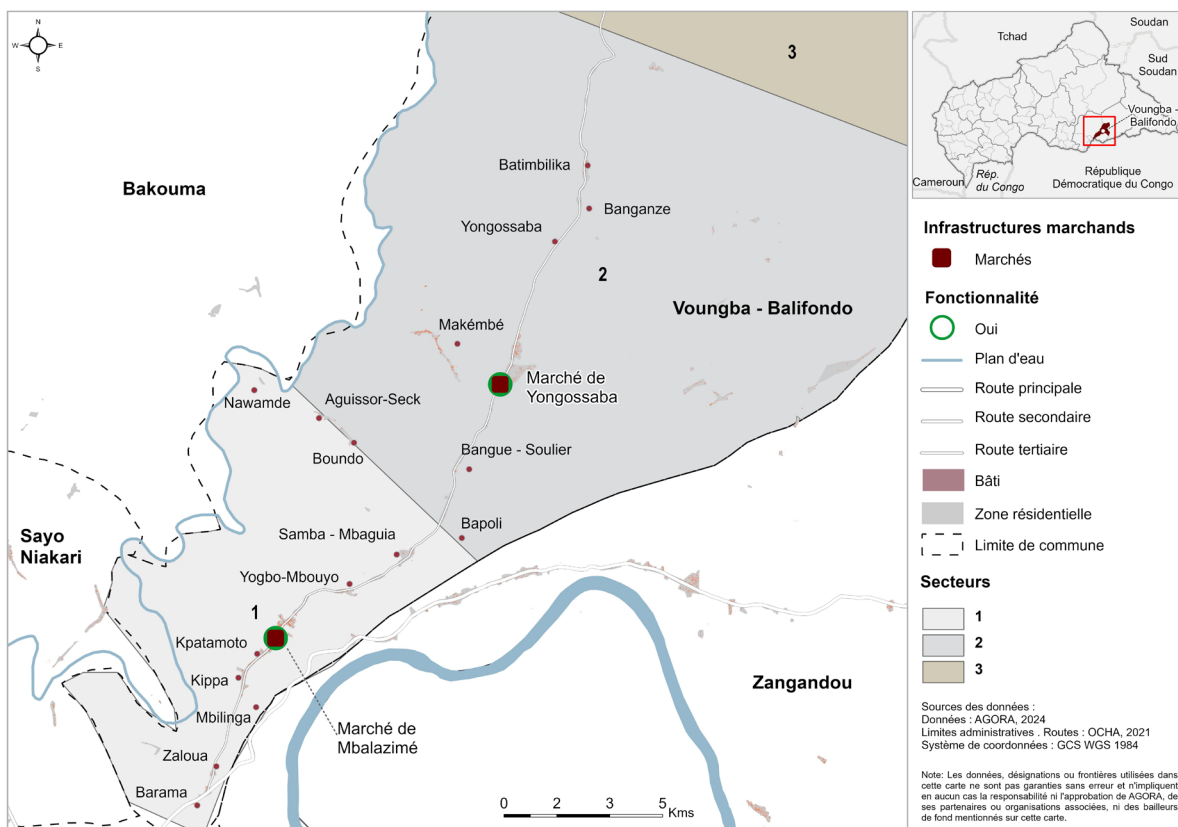 N
W
E
S
3
Batimbilika
Bakouma
Banganze
Yongossaba
2
Voungba - Balifondo
Makémbé
Marché de
Yongossaba
Nawamde
Aguissor-Seck
Boundo
Bangue - Soulier
Bapoli
Sayo
Niakari
Samba - Mbaguia
Yogbo-Mbouyo
1
Kpatamoto
Kippa
Zangandou
Mbilinga
Marché de
Mbalazimé
Zaloua
Barama
0 1 2 3 5
Kms
Soudan
Tchad
Sud
Soudan
Voungba -
Balifondo
Cameroun
Rép.
du Congo
République
Démocratique du Congo
Infrastructures marchands
Marchés
Fonctionnalité
Oui
Plan d'eau
Route principale
Route secondaire
Route tertiaire
Bâti
Zone résidentielle
Limite de commune
Secteurs
1
2
3
Sources des données :
Données : AGORA, 2024
Limites administratives . Routes : OCHA, 2021
Système de coordonnées : GCS WGS 1984
Note: Les données, désignations ou frontières utilisées dans
cette carte ne sont pas garanties sans erreur et n'impliquent
en aucun cas la responsabilité ni l'approbation de AGORA, de
ses partenaires ou organisations associées, ni des bailleurs
de fond mentionnés sur cette carte.